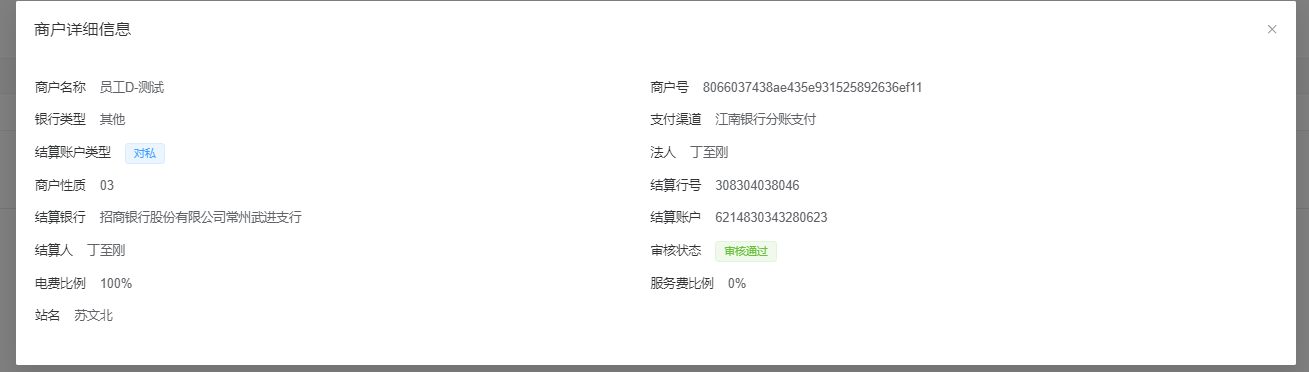 商户详细信息
商户名称 员工D-测试 商户号 8066037438ae435e931525892636ef11
银行类型 其他 支付渠道 江南银行分账支付
结算账户类型 对私 法人 丁至刚
商户性质 03 结算行号 308304038046
结算银行 招商银行股份有限公司常州武进支行 结算账户 6214830343280623
结算人 丁至刚 审核状态 审核通过
电费比例 100% 服务费比例 0%
站名 苏文北